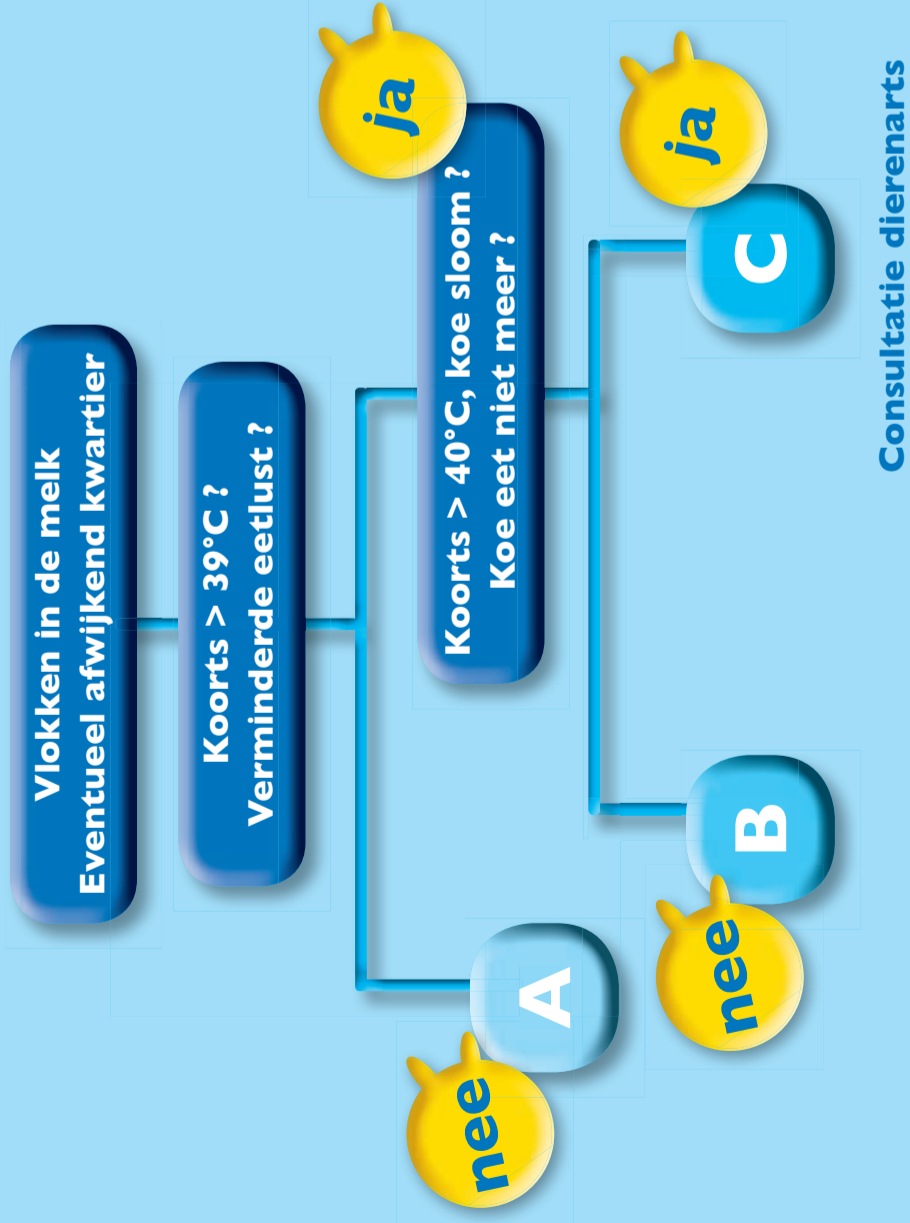 Vlokken in de melk
Eventueel afwijkend kwartier
Koorts > 39°C ?
Verminderde eetlust ?
ja
Koorts > 40°C, koe sloom ?
Koe eet niet meer ?
nee
A
nee
B
ja
C
Consultatie dierenarts